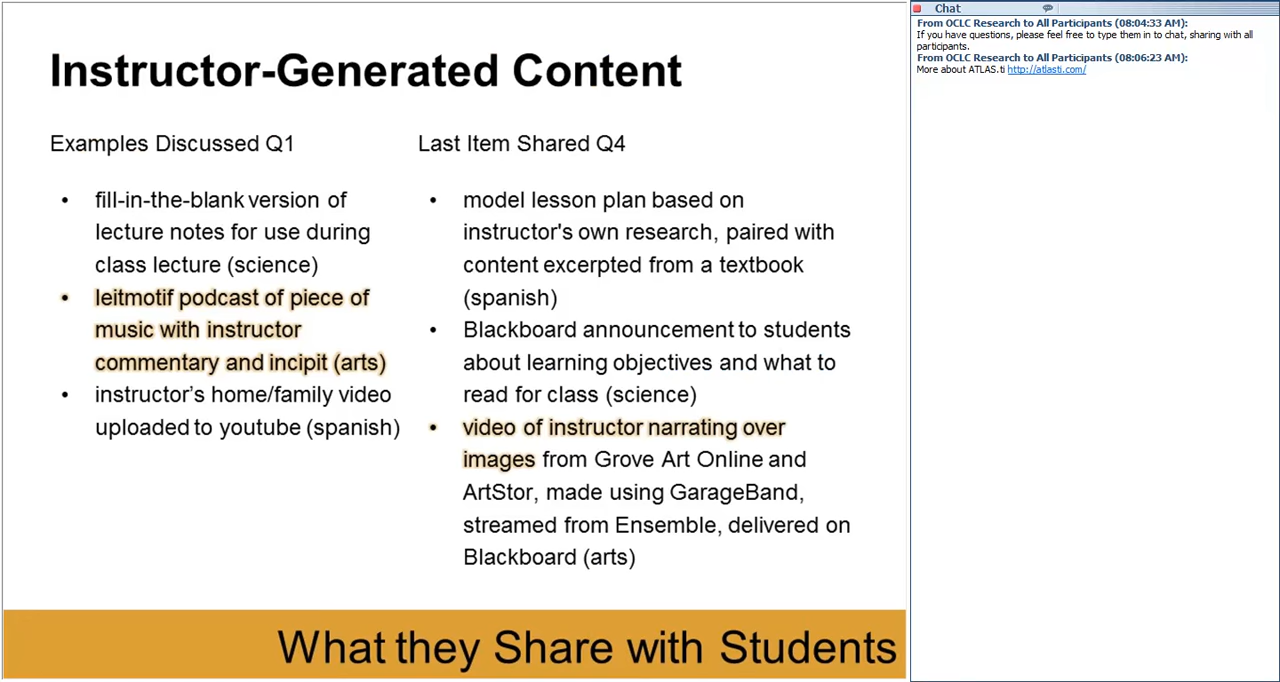 Instructor-Generated Content
Examples Discussed Q1
• fill-in-the-blank version of
lecture notes for use during
class lecture (science)
• leitmotif podcast of piece of
music with instructor
commentary and incipit (arts)
• instructor’s home/family video
uploaded to youtube (spanish)
Last Item Shared Q4
• model lesson plan based on
instructor's own research, paired with
content excerpted from a textbook
(spanish)
• Blackboard announcement to students
about learning objectives and what to
read for class (science)
• video of instructor narrating over
images from Grove Art Online and
ArtStor, made using GarageBand,
streamed from Ensemble, delivered on
Blackboard (arts)
What they Share with Students
Chat
From OCLC Research to All Participants (08:04:33 AM):
If you have questions, please feel free to type them in to chat, sharing with all
participants.
From OCLC Research to All Participants (08:06:23 AM):
More about ATLAS.ti http://atlasti.com/